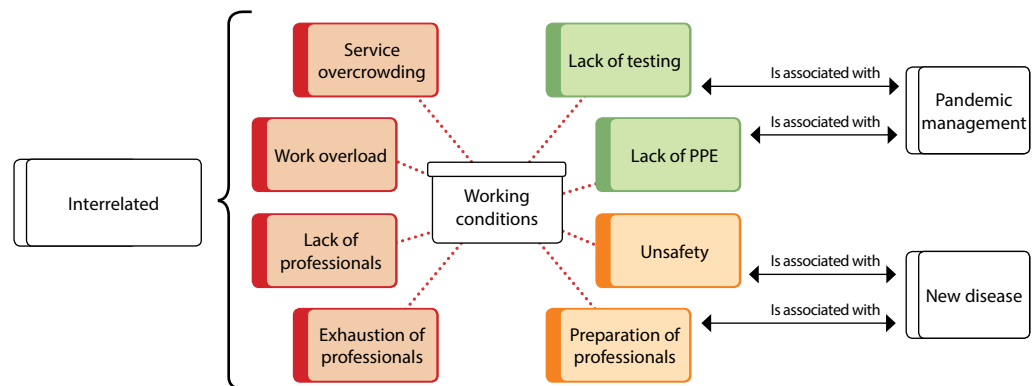 Service
overcrowding
Lack of testing
Is associated with
Pandemic
management
Is associated with
Work overload
Lack of PPE
Interrelated
Working
conditions
Lack of
professionals
Unsafety
Is associated with
New disease
Is associated with
Exhaustion of
professionals
Preparation of
professionals